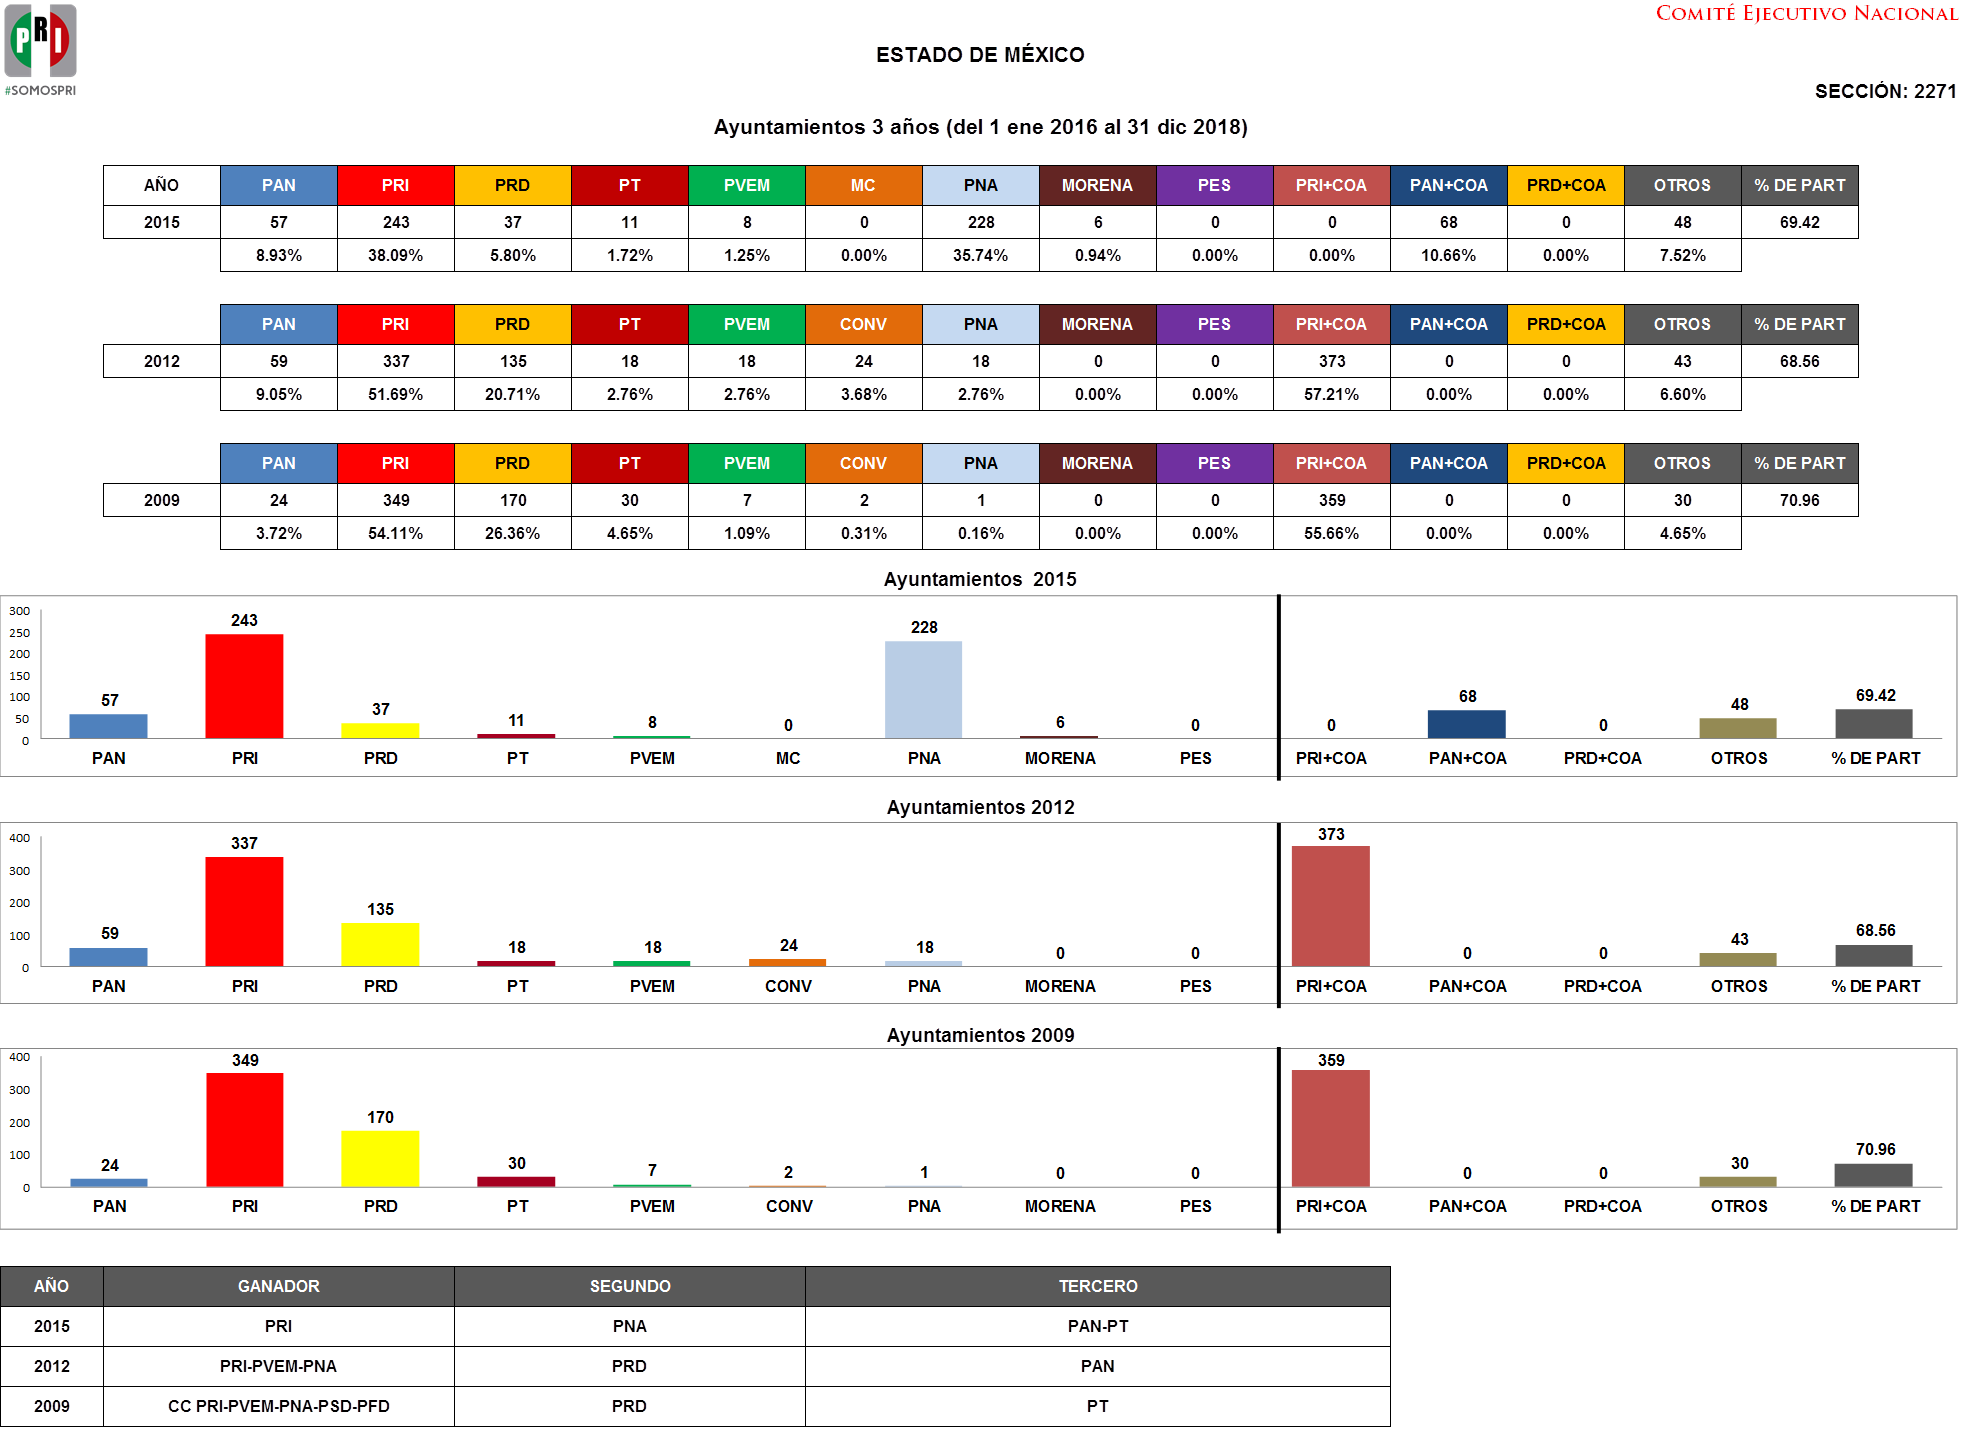 COMITÉ EJECUTIVO NACIONAL
PRI
#SOMOSPRI
ESTADO DE MÉXICO
SECCIÓN: 2271
Ayuntamientos 3 años (del 1 ene 2016 al 31 dic 2018)
AÑO PAN PRI PRD PT PVEM MC PNA MORENA PES PRI+COA PAN+COA PRD+COA OTROS % DE PART
2015 57 243 37 11 8 0 228 6 0 0 68 0 48 69.42
8.93% 38.09% 5.80% 1.72% 1.25% 0.00% 35.74% 0.94% 0.00% 0.00% 10.66% 0.00% 7.52%
PAN PRI PRD PT PVEM CONV PNA MORENA PES PRI+COA PAN+COA PRD+COA OTROS % DE PART
2012 59 337 135 18 18 24 18 0 0 373 0 0 43 68.56
9.05% 51.69% 20.71% 2.76% 2.76% 3.68% 2.76% 0.00% 0.00% 57.21% 0.00% 0.00% 6.60%
PAN PRI PRD PT PVEM CONV PNA MORENA PES PRI+COA PAN+COA PRD+COA OTROS % DE PART
2009 24 349 170 30 7 2 1 0 0 359 0 0 30 70.96
3.72% 54.11% 26.36% 4.65% 1.09% 0.31% 0.16% 0.00% 0.00% 55.66% 0.00% 0.00% 4.65%
Ayuntamientos 2015
300
250
200
150
100
50
0
57 243 37 11 8 0 228 6 0 0 68 0 48 69.42
PAN PRI PRD PT PVEM MC PNA MORENA PES PRI+COA PAN+COA PRD+COA OTROS % DE PART
Ayuntamientos 2012
400
300
200
100
0
59 337 135 18 18 24 18 0 0 373 0 0 43 68.56
PAN PRI PRD PT PVEM CONV PNA MORENA PES PRI+COA PAN+COA PRD+COA OTROS % DE PART
Ayuntamientos 2009
400
300
200
100
0
24 349 170 30 7 2 1 0 0 359 0 0 30 70.96
PAN PRI PRD PT PVEM CONV PNA MORENA PES PRI+COA PAN+COA PRD+COA OTROS % DE PART
AÑO GANADOR SEGUNDO TERCERO
2015 PRI PNA PAN-PT
2012 PRI-PVEM-PNA PRD PAN
2009 CC PRI-PVEM-PNA-PSD-PFD PRD PT